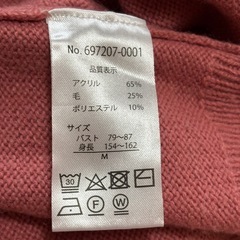 No. 697207-0001
品質表示
アクリル 65%
毛 25%
ポリエステル 10%
サイズ
バスト 79~87
身長 154~162
M
30
F W